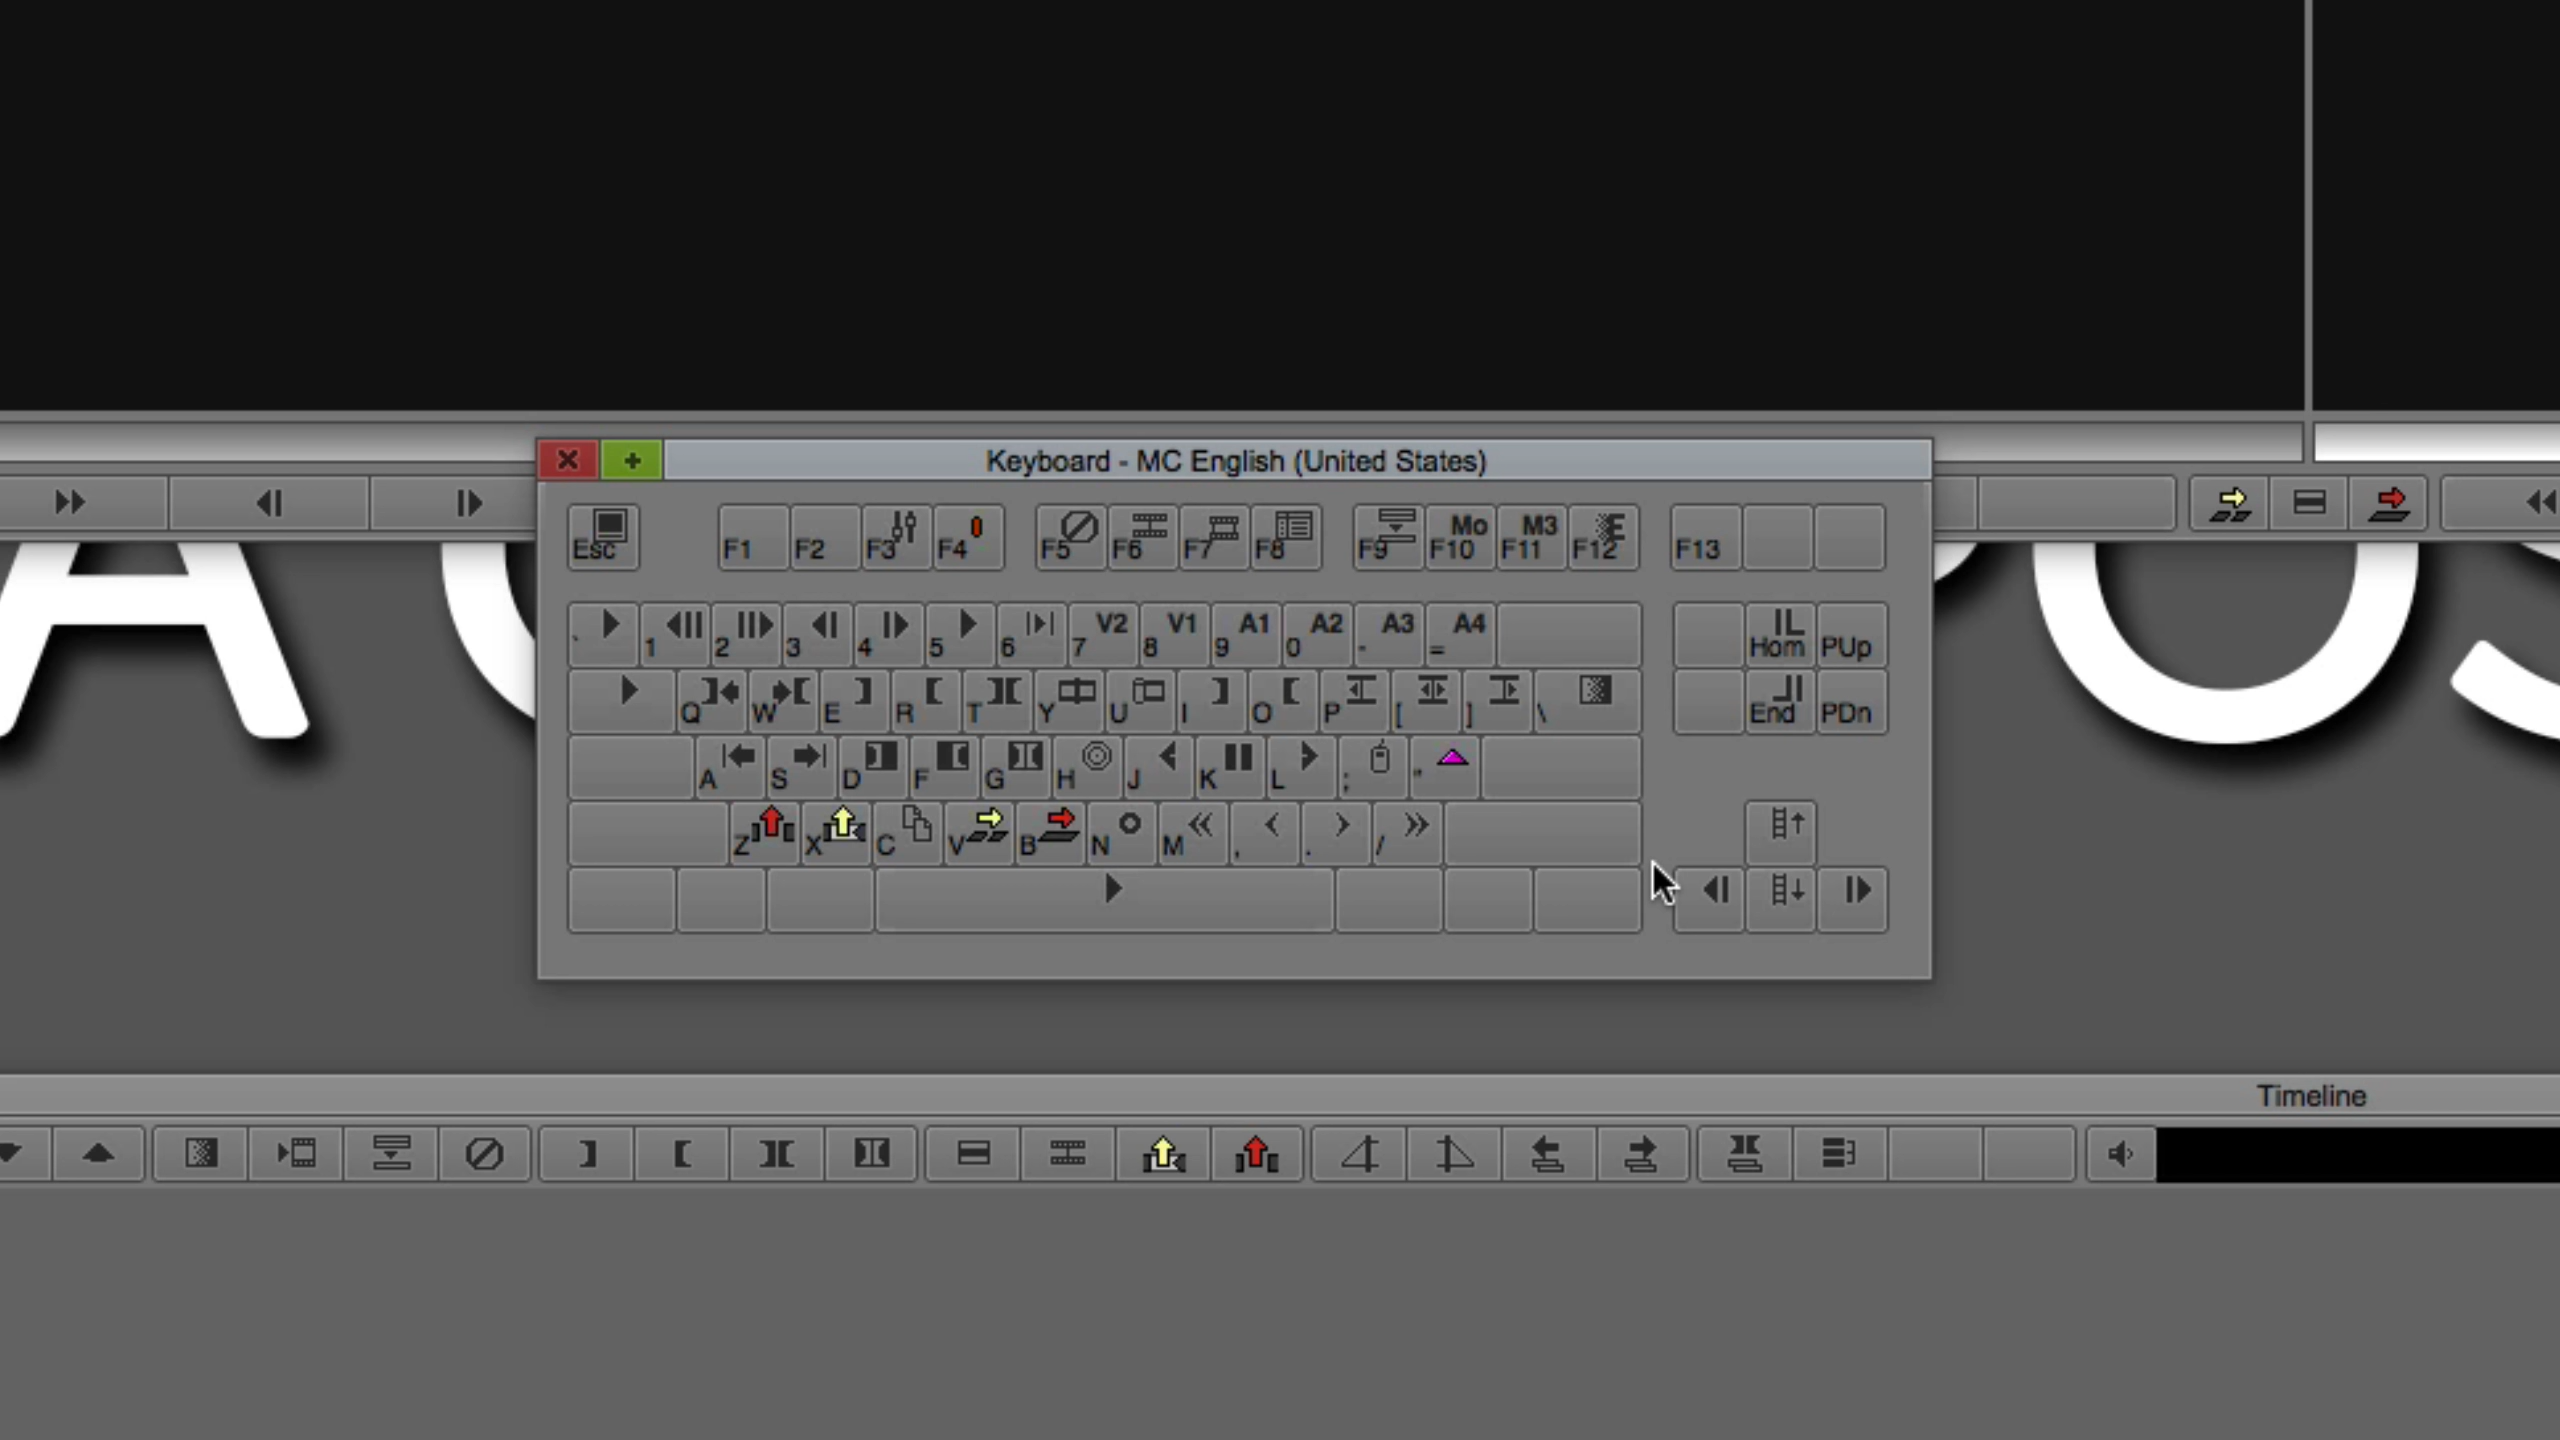 Keyboard - MC English (United States)
A POS
Esc F1 F2 F3 F4 F5 F6 F7 F8 F9 Mo F10 M3 F11 F12 F13
` 1 2 3 4 5 6 7 V2 8 V1 9 A1 0 A2 - A3 = A4 Hom PUp
Q W E R T Y U I O P [ ] \ End PDn
A S D F G H J K L ; "
Z X C V B N M , . /
Timeline